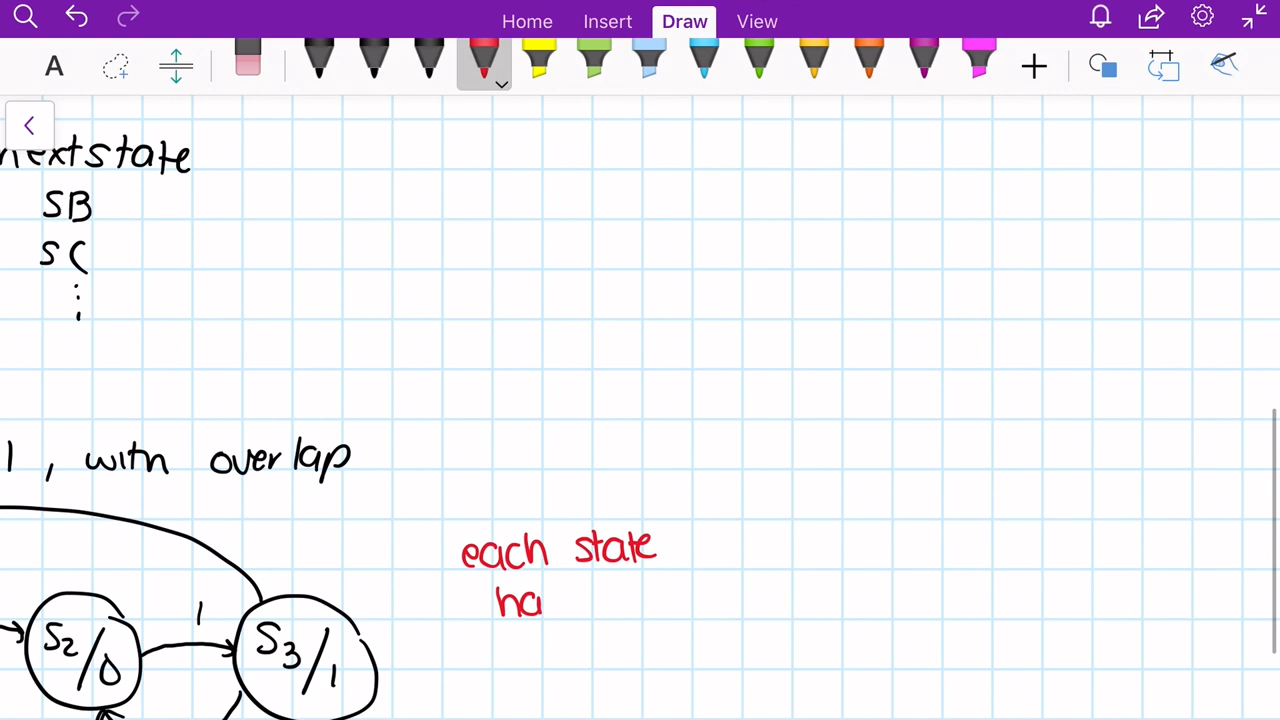 Home Insert Draw View
A
nextstate
SB
SC
⋮
1 , with overlap
each state
ha
1
S2/0
S3/1